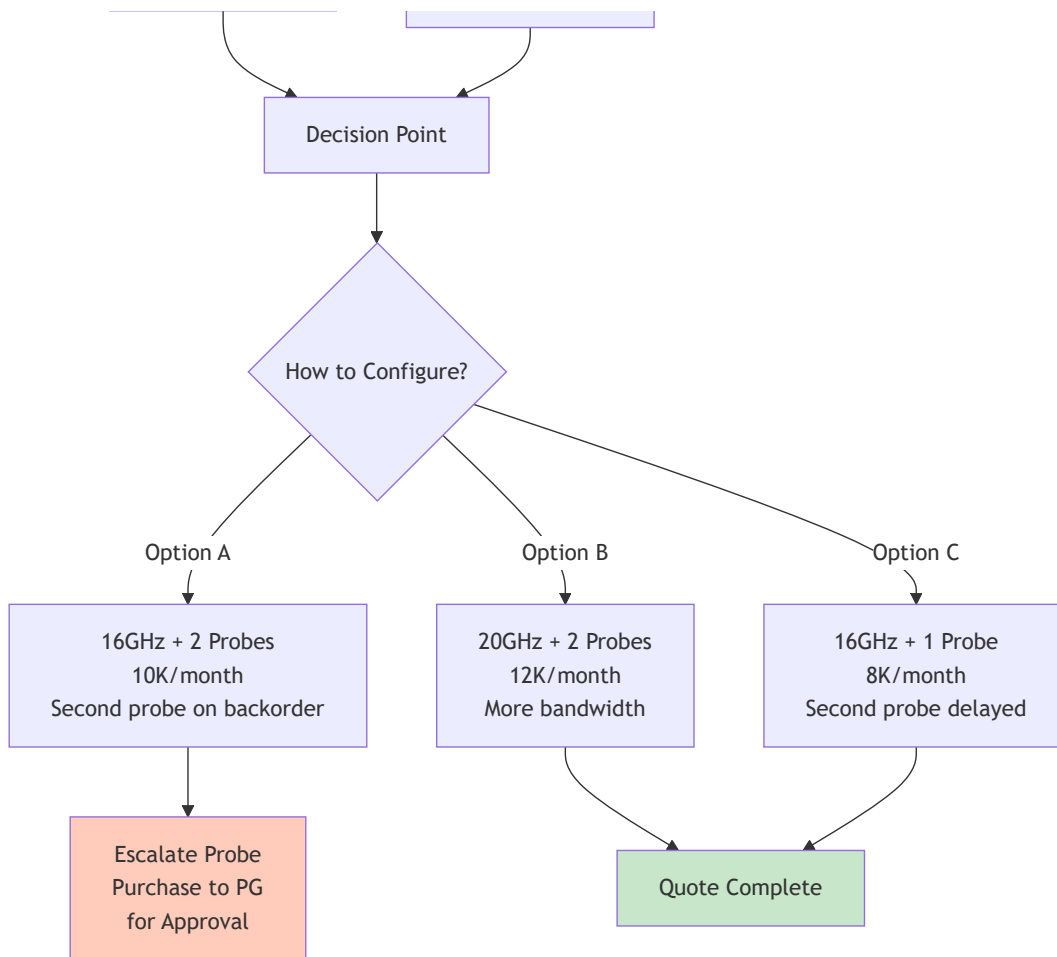 Decision Point
How to Configure?
Option A
Option B
Option C
16GHz + 2 Probes
10K/month
Second probe on backorder
20GHz + 2 Probes
12K/month
More bandwidth
16GHz + 1 Probe
8K/month
Second probe delayed
Escalate Probe
Purchase to PG
for Approval
Quote Complete